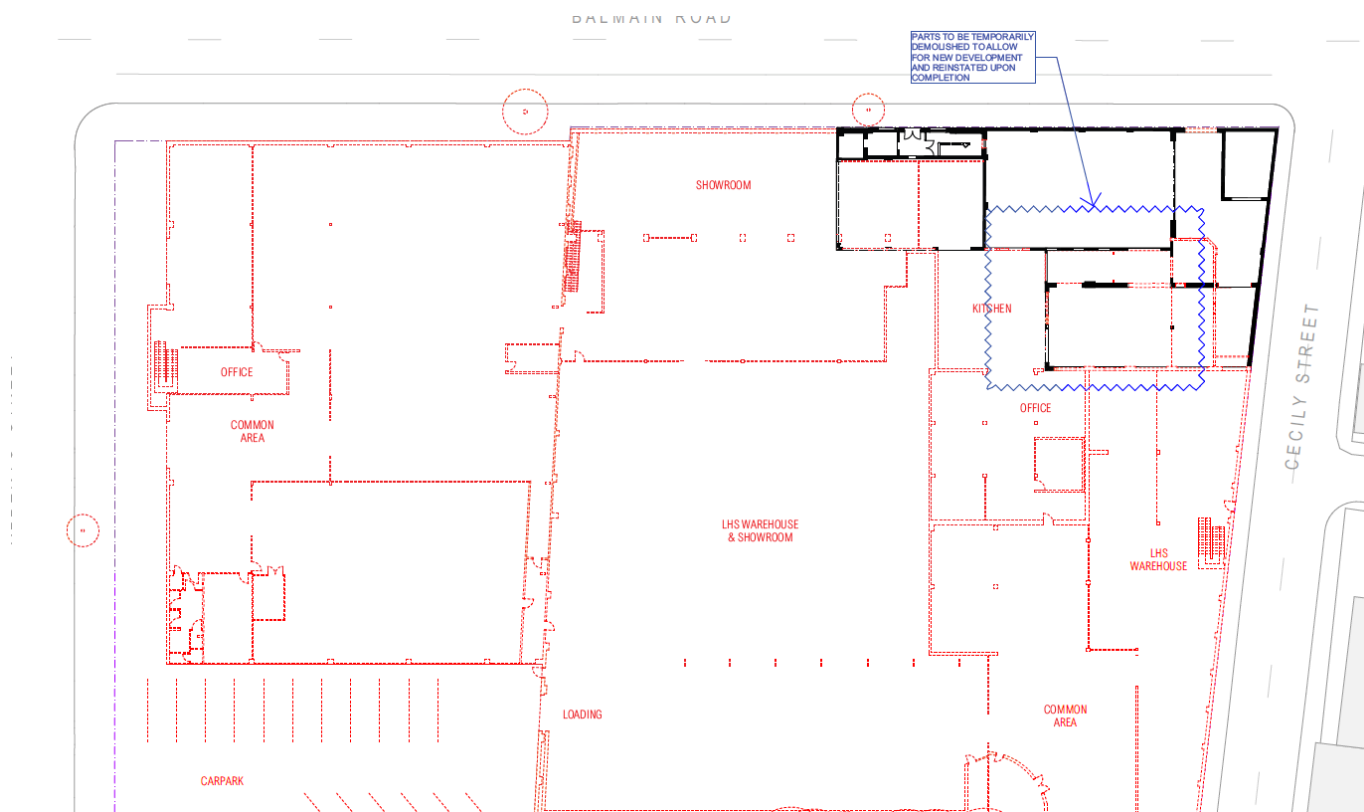 BALMAIN ROAD
PARTS TO BE TEMPORARILY
DEMOLISHED TO ALLOW
FOR NEW DEVELOPMENT
AND REINSTATED UPON
COMPLETION
SHOWROOM
KITCHEN
CECILY STREET
OFFICE
OFFICE
COMMON
AREA
LHS WAREHOUSE
& SHOWROOM
LHS
WAREHOUSE
LOADING
COMMON
AREA
CARPARK